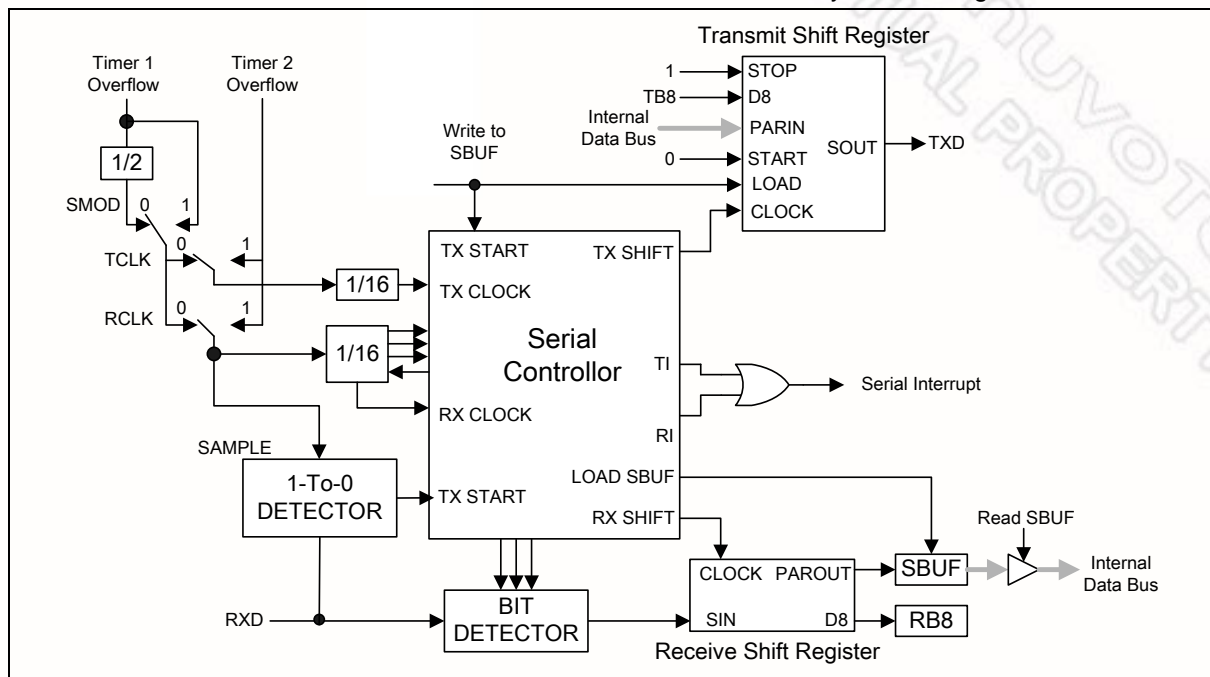 Transmit Shift Register
Timer 1
Overflow
Timer 2
Overflow
1
STOP
TB8
D8
Internal
Data Bus
PARIN
SOUT
TXD
Write to
SBUF
0
START
LOAD
CLOCK
1/2
SMOD
0
1
TX START
TX SHIFT
TCLK
0
1
1/16
TX CLOCK
RCLK
0
1
1/16
Serial
Controllor
TI
Serial Interrupt
RX CLOCK
RI
SAMPLE
1-To-0
DETECTOR
TX START
LOAD SBUF
RX SHIFT
Read SBUF
CLOCK
PAROUT
SBUF
Internal
Data Bus
RXD
BIT
DETECTOR
SIN
D8
RB8
Receive Shift Register